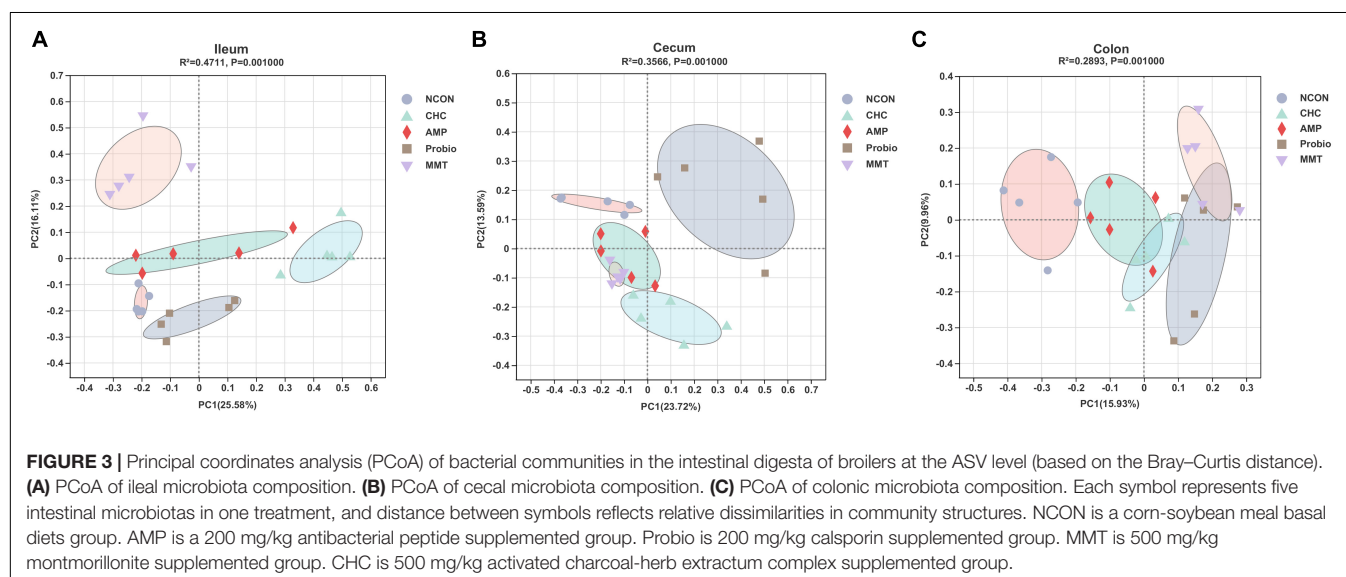 A
Ileum
R²=0.4711, P=0.001000
0.7
0.6
0.5
0.4
0.3
0.2
0.1
0
-0.1
-0.2
-0.3
-0.4
PC2(16.11%)
-0.4 -0.3 -0.2 -0.1 0 0.1 0.2 0.3 0.4 0.5 0.6
PC1(25.58%)
NCON
CHC
AMP
Probio
MMT
B
Cecum
R²=0.3566, P=0.001000
0.6
0.5
0.4
0.3
0.2
0.1
0
-0.1
-0.2
-0.3
-0.4
PC2(13.59%)
-0.5 -0.4 -0.3 -0.2 -0.1 0 0.1 0.2 0.3 0.4 0.5 0.6 0.7
PC1(23.72%)
NCON
CHC
AMP
Probio
MMT
C
Colon
R²=0.2893, P=0.001000
0.4
0.3
0.2
0.1
0
-0.1
-0.2
-0.3
-0.4
PC2(9.96%)
-0.5 -0.4 -0.3 -0.2 -0.1 0 0.1 0.2 0.3
PC1(15.93%)
NCON
CHC
AMP
Probio
MMT
FIGURE 3 | Principal coordinates analysis (PCoA) of bacterial communities in the intestinal digesta of broilers at the ASV level (based on the Bray–Curtis distance).
(A) PCoA of ileal microbiota composition. (B) PCoA of cecal microbiota composition. (C) PCoA of colonic microbiota composition. Each symbol represents five
intestinal microbiotas in one treatment, and distance between symbols reflects relative dissimilarities in community structures. NCON is a corn-soybean meal basal
diets group. AMP is a 200 mg/kg antibacterial peptide supplemented group. Probio is 200 mg/kg calsporin supplemented group. MMT is 500 mg/kg
montmorillonite supplemented group. CHC is 500 mg/kg activated charcoal-herb extractum complex supplemented group.